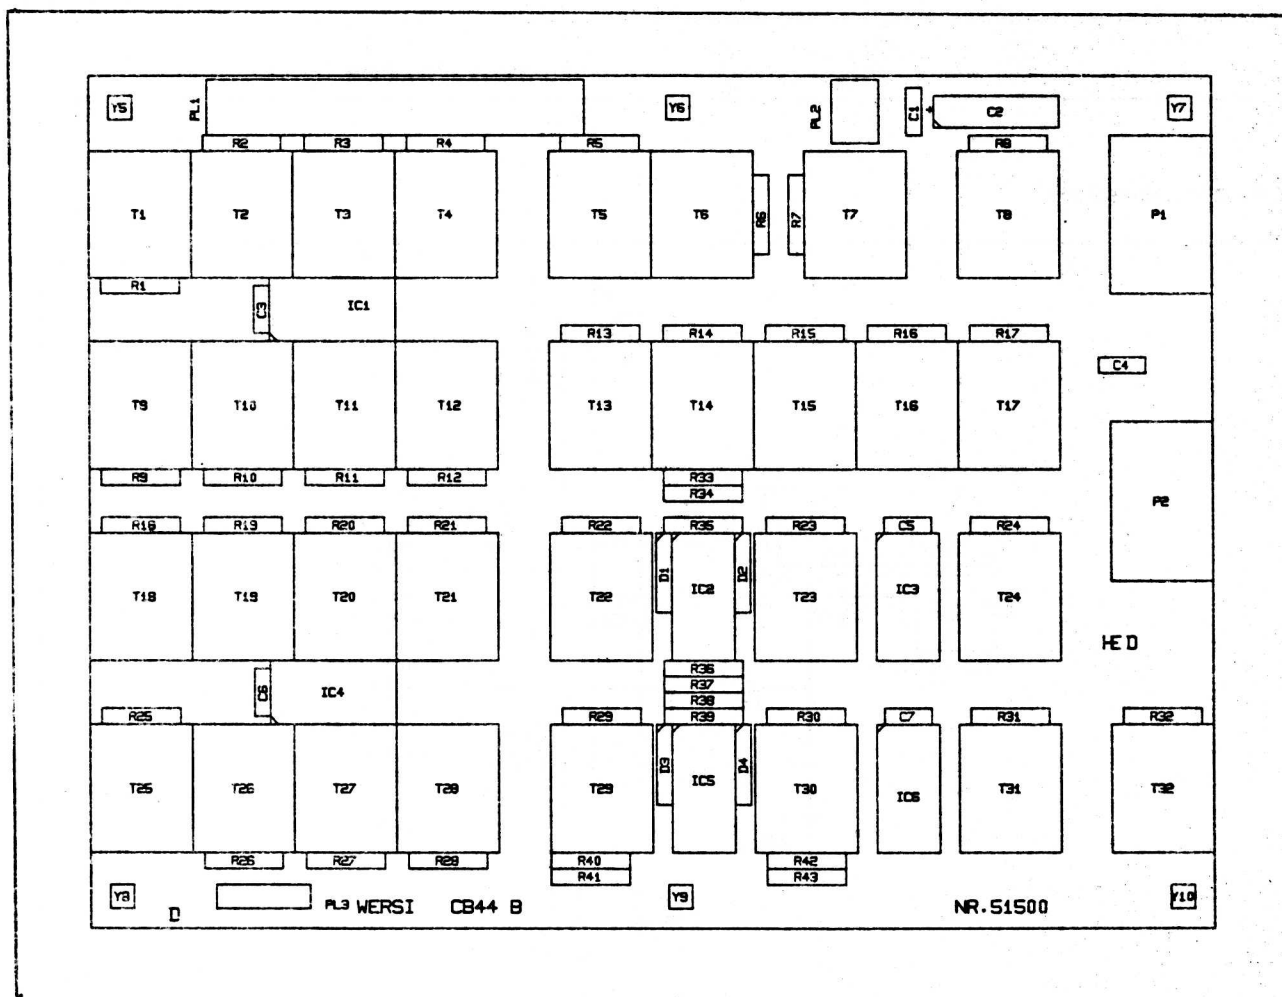 Y5 PL1 Y6 PL2 C1 + C2 Y7
R2 R3 R4 R5 R8
T1 T2 T3 T4 T5 T6 R6 R7 T7 T8 P1
R1 C3 IC1
R13 R14 R15 R16 R17
C4
T9 T10 T11 T12 T13 T14 T15 T16 T17
R9 R10 R11 R12 R33
R34
P2
R18 R19 R20 R21 R22 R35 R23 C5 R24
T18 T19 T20 T21 T22 D1 IC2 D2 T23 IC3 T24
HED
R36
C6 IC4 R37
R38
R25 R29 R39 R30 C7 R31 R32
T25 T26 T27 T28 T29 D3 IC5 D4 T30 IC6 T31 T32
R26 R27 R28 R40 R42
R41 R43
Y8 D PL3 WERSI CB44 B Y9 NR.51500 Y10